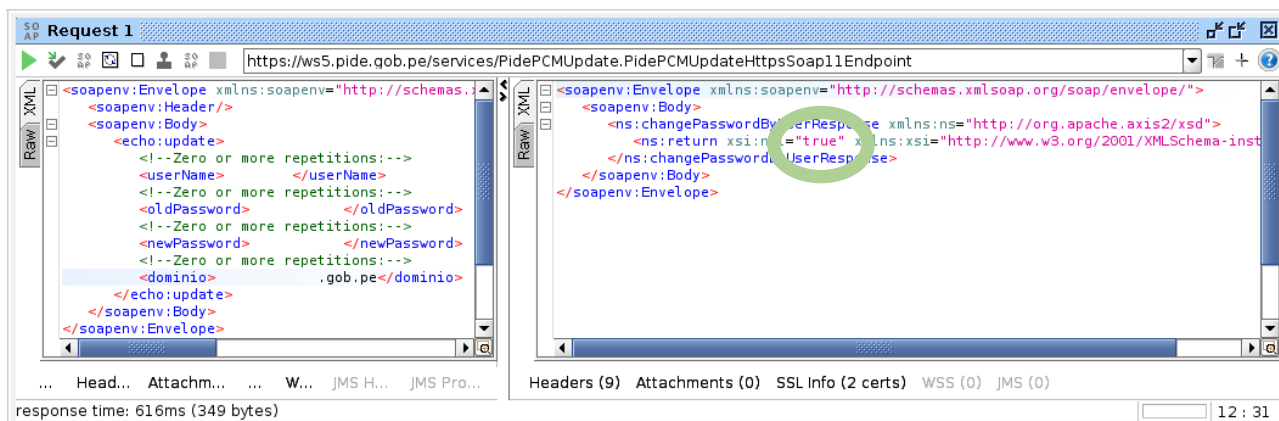 SO AP Request 1
https://ws5.pide.gob.pe/services/PidePCMUpdate.PidePCMUpdateHttpsSoap11Endpoint
XML
Raw
<soapenv:Envelope xmlns:soapenv="http://schemas.
<soapenv:Header/>
<soapenv:Body>
<echo:update>
<!--Zero or more repetitions:-->
<userName> </userName>
<!--Zero or more repetitions:-->
<oldPassword> </oldPassword>
<!--Zero or more repetitions:-->
<newPassword> </newPassword>
<!--Zero or more repetitions:-->
<dominio> .gob.pe</dominio>
</echo:update>
</soapenv:Body>
</soapenv:Envelope>
... Head... Attachm... ... W... JMS H... JMS Pro...
XML
Raw
<soapenv:Envelope xmlns:soapenv="http://schemas.xmlsoap.org/soap/envelope/">
<soapenv:Body>
<ns:changePasswordByUserResponse xmlns:ns="http://org.apache.axis2/xsd">
<ns:return "true" xmlns:xsi="http://www.w3.org/2001/XMLSchema-inst
</ns:changePasswordByUserResponse>
</soapenv:Body>
</soapenv:Envelope>
Headers (9) Attachments (0) SSL Info (2 certs) WSS (0) JMS (0)
response time: 616ms (349 bytes)
12 : 31